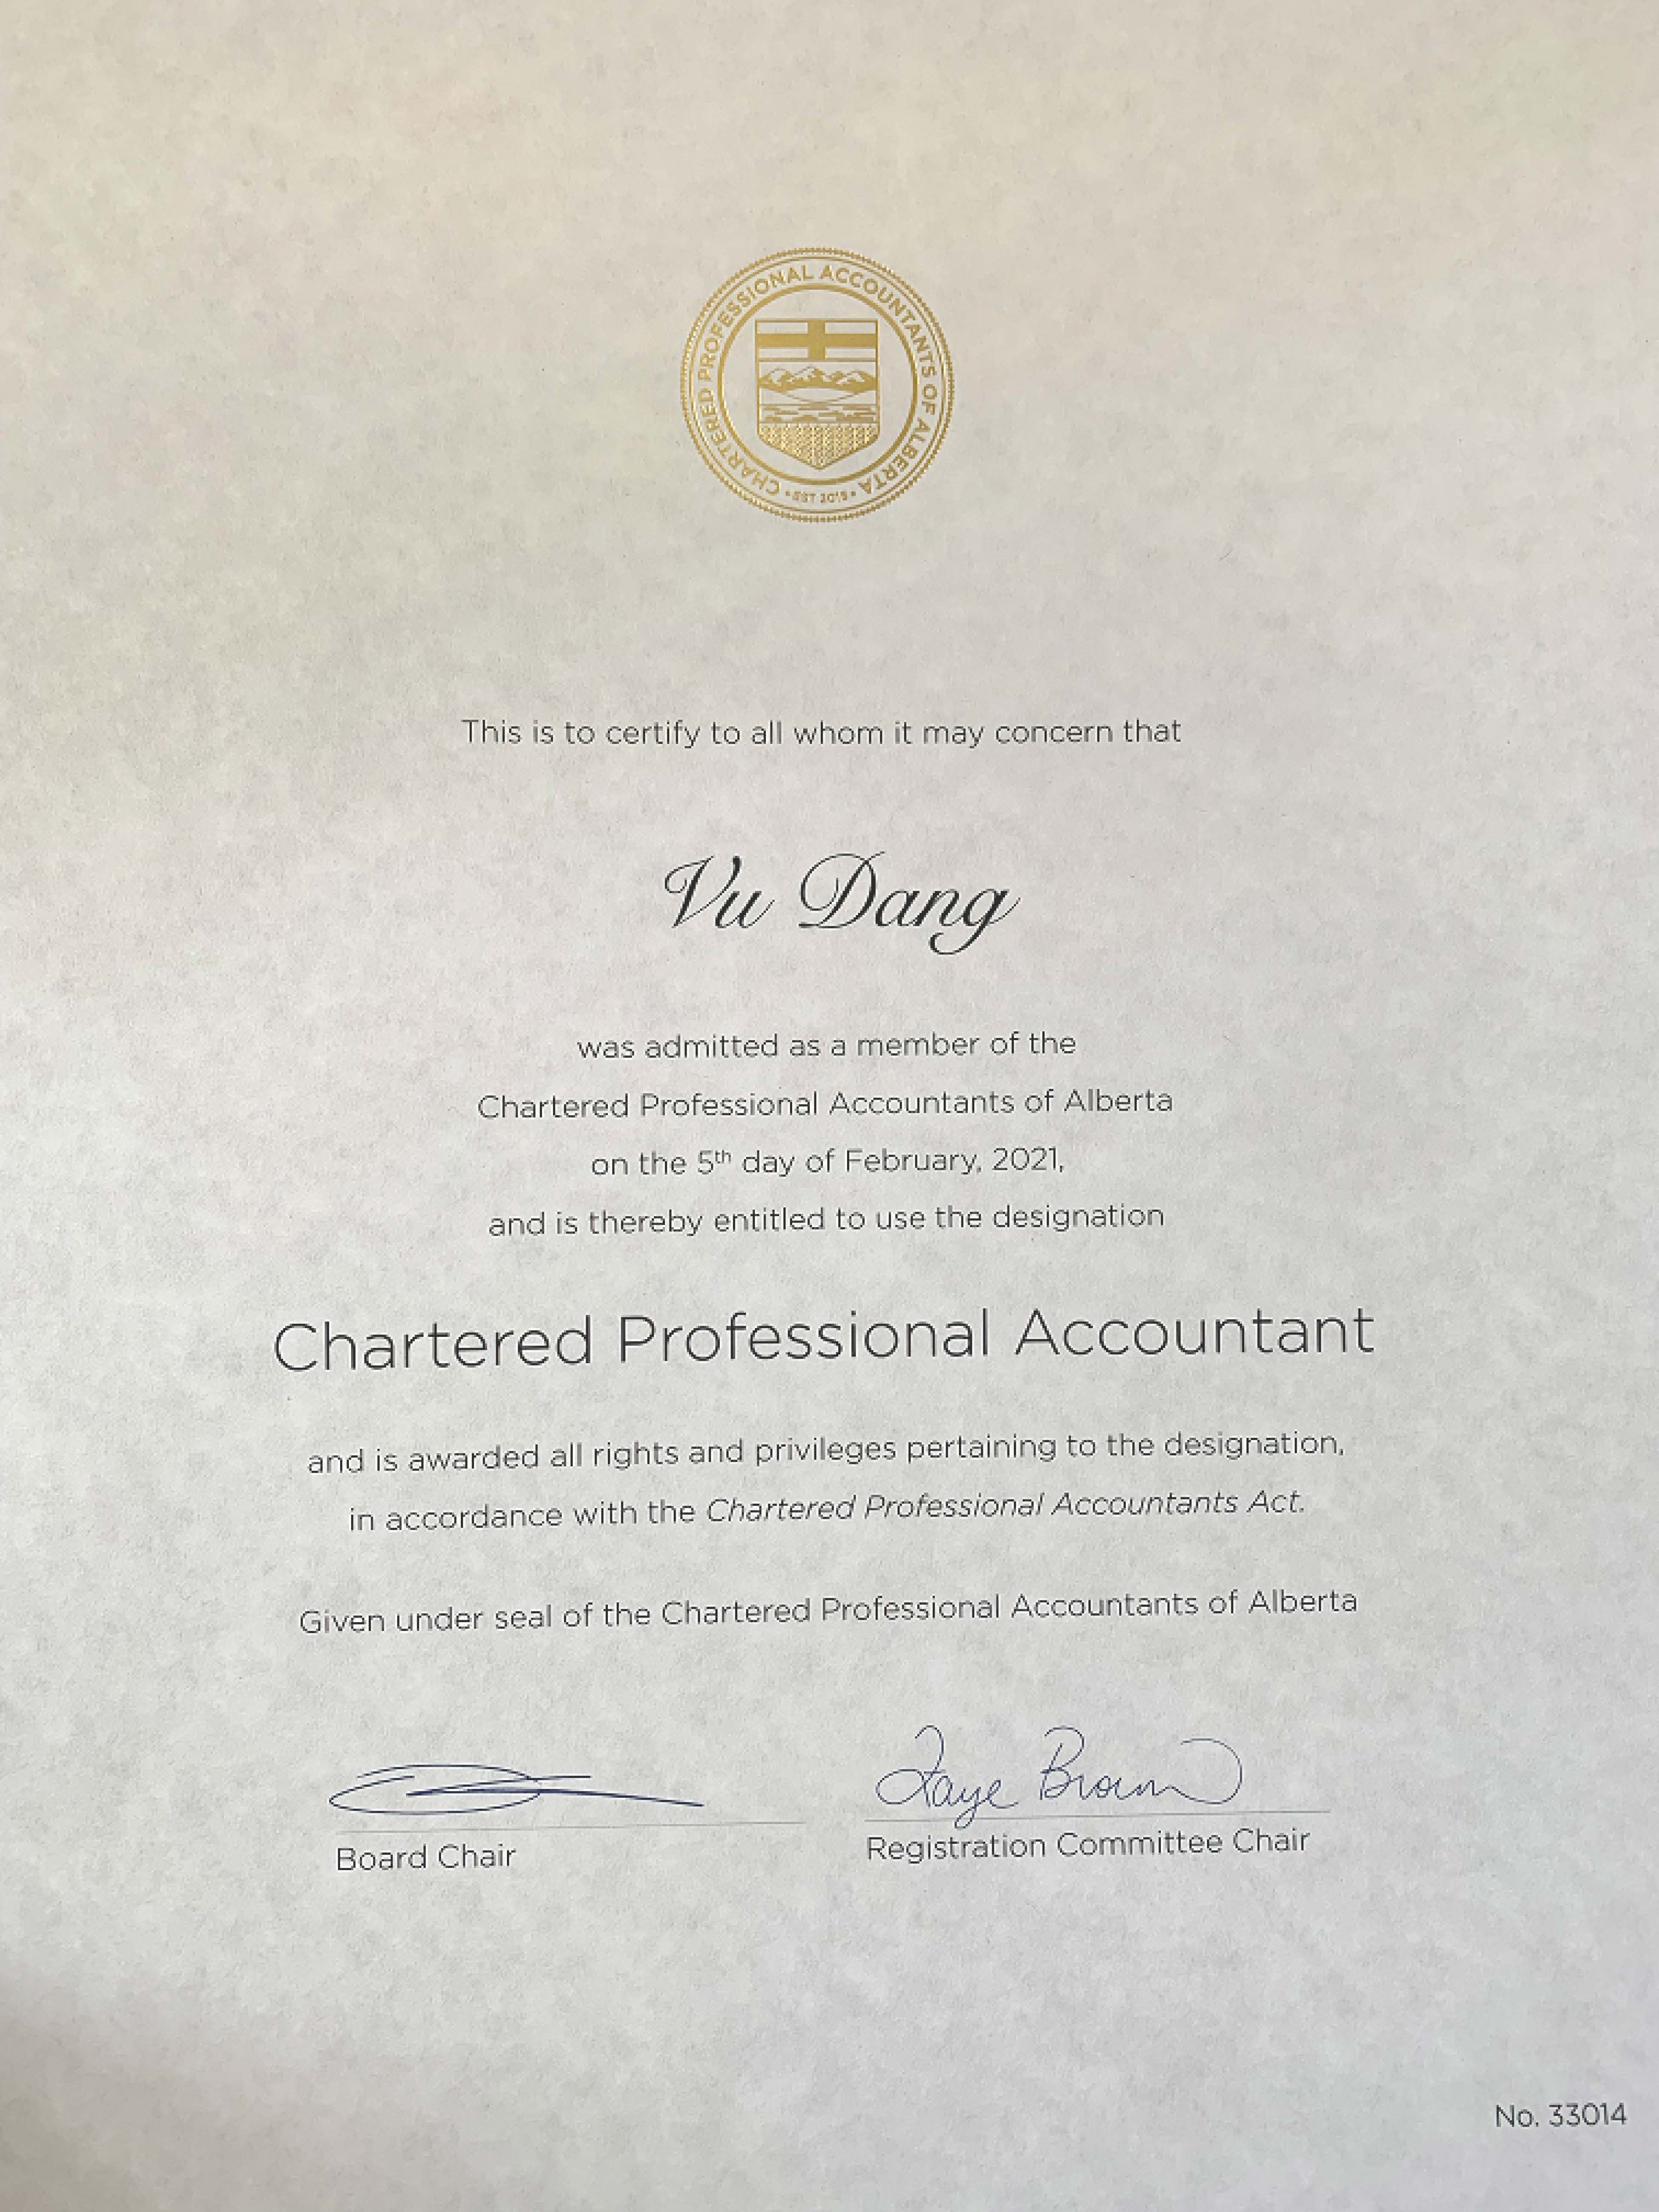 CHARTERED PROFESSIONAL ACCOUNTANTS OF ALBERTA
• EST 2015 •
This is to certify to all whom it may concern that
Vu Dang
was admitted as a member of the
Chartered Professional Accountants of Alberta
on the 5th day of February, 2021,
and is thereby entitled to use the designation
Chartered Professional Accountant
and is awarded all rights and privileges pertaining to the designation,
in accordance with the Chartered Professional Accountants Act.
Given under seal of the Chartered Professional Accountants of Alberta
Faye Brown
Board Chair
Registration Committee Chair
No. 33014